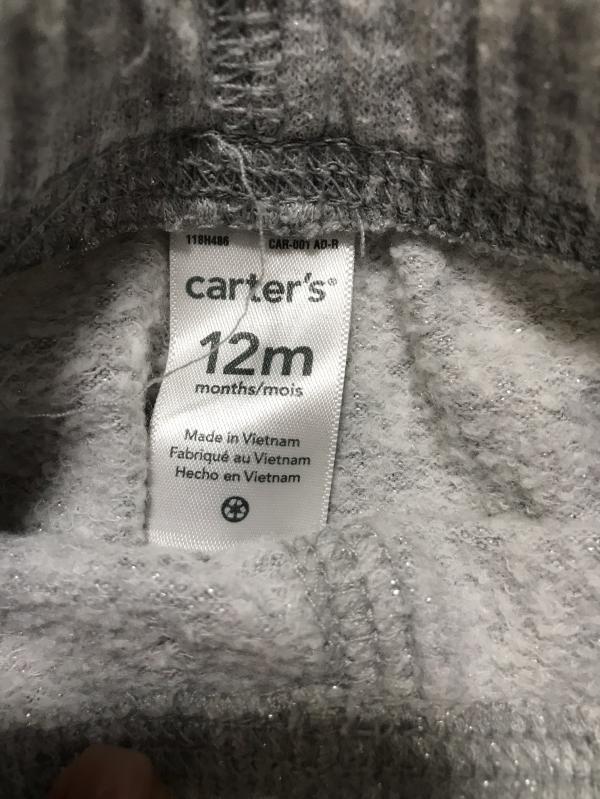 118H486 CAR-001 AD-R
carter's®
12m
months/mois
Made in Vietnam
Fabriqué au Vietnam
Hecho en Vietnam